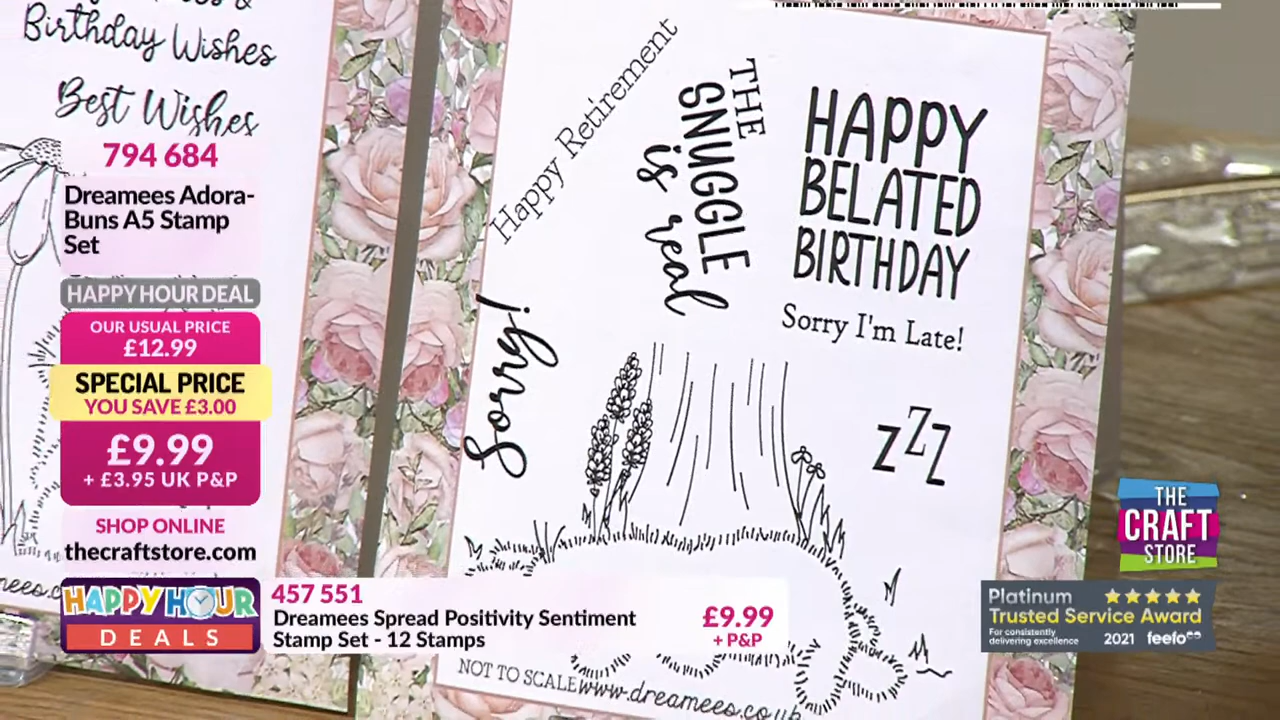 Birthday Wishes
Best Wishes
794 684
Dreamees Adora-
Buns A5 Stamp
Set
HAPPY HOUR DEAL
OUR USUAL PRICE
£12.99
SPECIAL PRICE
YOU SAVE £3.00
£9.99
+ £3.95 UK P&P
SHOP ONLINE
thecraftstore.com
HAPPY HOUR
DEALS
457 551
Dreamees Spread Positivity Sentiment
Stamp Set - 12 Stamps
£9.99
+ P&P
Happy Retirement
THE
SNUGGLE
is real
HAPPY
BELATED
BIRTHDAY
Sorry I'm Late!
Sorry!
ZZZ
NOT TO SCALE www.dreamees.co.uk
THE
CRAFT
STORE
Platinum
Trusted Service Award
For consistently
delivering excellence
2021 feefo